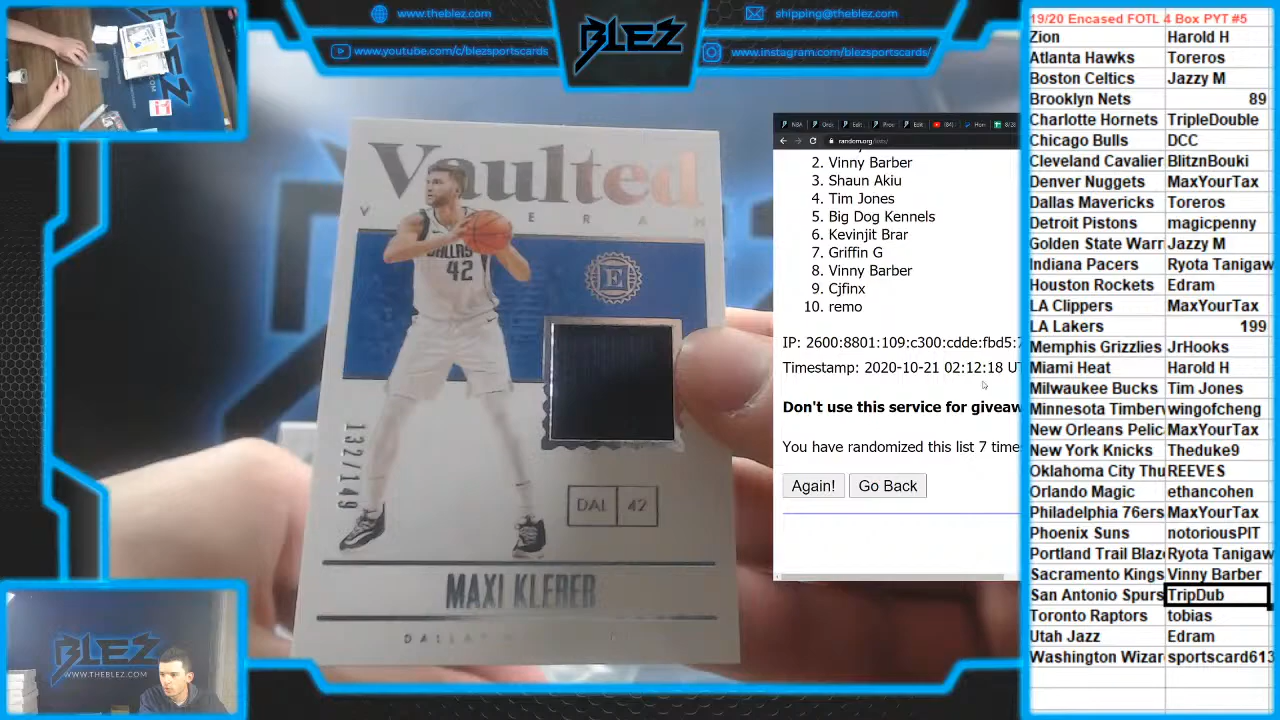 www.theblez.com
shipping@theblez.com
www.youtube.com/c/blezsportscards
www.instagram.com/blezsportscards/
BLEZ
Vaulted
VETERAN
DALLAS
42
E
132/149
DAL 42
MAXI KLEBER
random.org/lists/
2. Vinny Barber
3. Shaun Akiu
4. Tim Jones
5. Big Dog Kennels
6. Kevinjit Brar
7. Griffin G
8. Vinny Barber
9. Cjfinx
10. remo
IP: 2600:8801:109:c300:cdde:fbd5:
Timestamp: 2020-10-21 02:12:18 UT
Don't use this service for giveaw
You have randomized this list 7 time
Again! Go Back
19/20 Encased FOTL 4 Box PYT #5
Zion Harold H
Atlanta Hawks Toreros
Boston Celtics Jazzy M
Brooklyn Nets 89
Charlotte Hornets TripleDouble
Chicago Bulls DCC
Cleveland Cavalier BlitznBouki
Denver Nuggets MaxYourTax
Dallas Mavericks Toreros
Detroit Pistons magicpenny
Golden State Warr Jazzy M
Indiana Pacers Ryota Tanigaw
Houston Rockets Edram
LA Clippers MaxYourTax
LA Lakers 199
Memphis Grizzlies JrHooks
Miami Heat Harold H
Milwaukee Bucks Tim Jones
Minnesota Timberv wingofcheng
New Orleans Pelic MaxYourTax
New York Knicks Theduke9
Oklahoma City Thu REEVES
Orlando Magic ethancohen
Philadelphia 76ers MaxYourTax
Phoenix Suns notoriousPIT
Portland Trail Blaze Ryota Tanigaw
Sacramento Kings Vinny Barber
San Antonio Spurs TripDub
Toronto Raptors tobias
Utah Jazz Edram
Washington Wizar sportscard613
BLEZ
WWW.THEBLEZ.COM